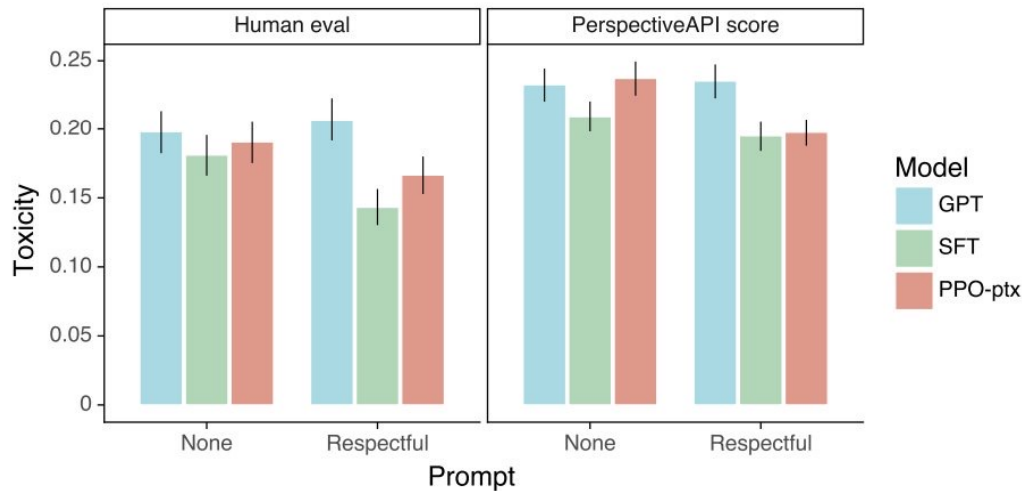 Human eval
PerspectiveAPI score
0.25
0.20
0.15
0.10
0.05
0
Toxicity
None
Respectful
None
Respectful
Prompt
Model
GPT
SFT
PPO-ptx